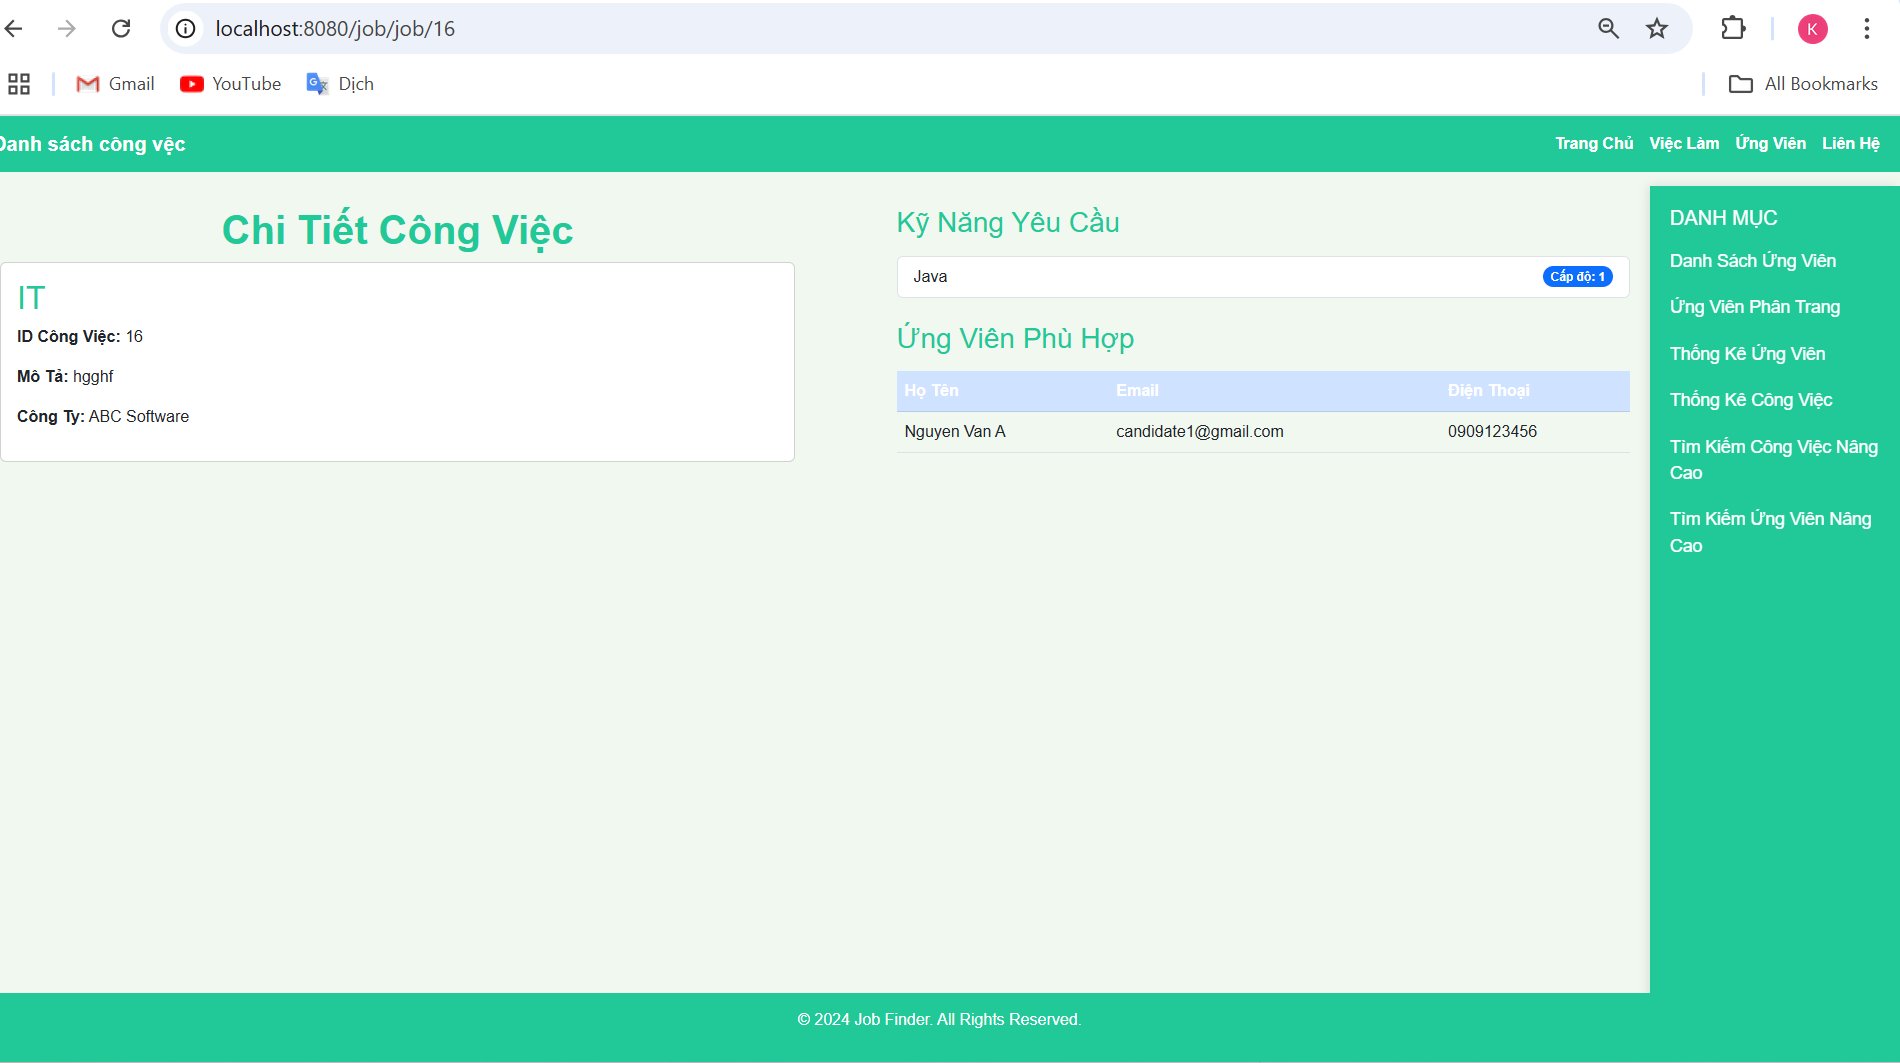 localhost:8080/job/job/16
K
Gmail YouTube Dịch All Bookmarks
Danh sách công vệc
Trang Chủ Việc Làm Ứng Viên Liên Hệ
Chi Tiết Công Việc
IT
ID Công Việc: 16
Mô Tả: hgghf
Công Ty: ABC Software
Kỹ Năng Yêu Cầu
Java Cấp độ: 1
Ứng Viên Phù Hợp
Họ Tên Email Điện Thoại
Nguyen Van A candidate1@gmail.com 0909123456
DANH MỤC
Danh Sách Ứng Viên
Ứng Viên Phân Trang
Thống Kê Ứng Viên
Thống Kê Công Việc
Tìm Kiếm Công Việc Nâng
Cao
Tìm Kiếm Ứng Viên Nâng
Cao
© 2024 Job Finder. All Rights Reserved.